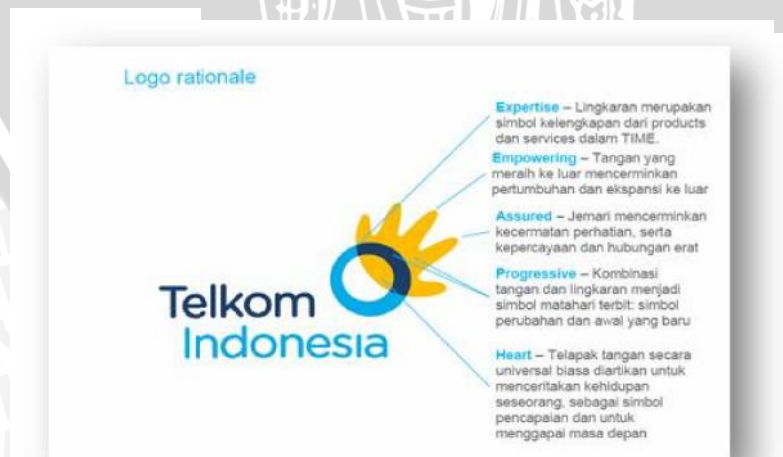 Logo rationale
Expertise – Lingkaran merupakan
simbol kelengkapan dari products
dan services dalam TIME.
Empowering – Tangan yang
meraih ke luar mencerminkan
pertumbuhan dan ekspansi ke luar
Assured – Jemari mencerminkan
kecermatan perhatian, serta
kepercayaan dan hubungan erat
Progressive – Kombinasi
tangan dan lingkaran menjadi
simbol matahari terbit: simbol
perubahan dan awal yang baru
Heart – Telapak tangan secara
universal biasa diartikan untuk
menceritakan kehidupan
seseorang, sebagai simbol
pencapaian dan untuk
menggapai masa depan
Telkom
Indonesia